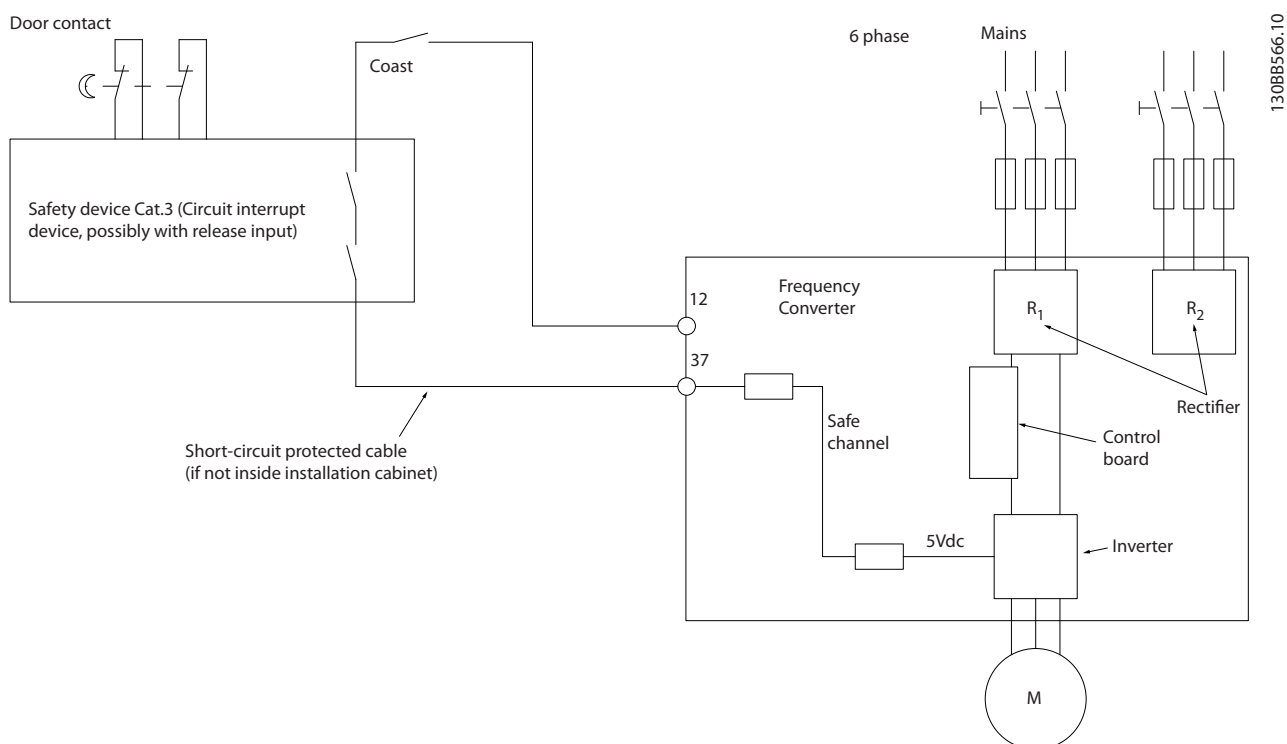 Door contact
Coast
6 phase
Mains
130BB566.10
Safety device Cat.3 (Circuit interrupt
device, possibly with release input)
12
Frequency
Converter
R1
R2
37
Rectifier
Safe
channel
Control
board
Short-circuit protected cable
(if not inside installation cabinet)
5Vdc
Inverter
M